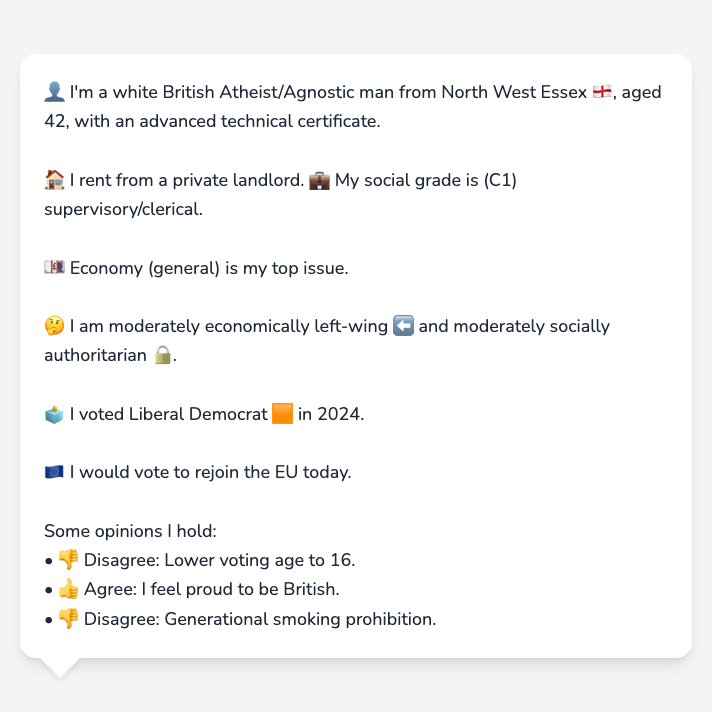 👤 I'm a white British Atheist/Agnostic man from North West Essex 🏴󠁧󠁢󠁥󠁮󠁧󠁿, aged
42, with an advanced technical certificate.
🏠 I rent from a private landlord. 💼 My social grade is (C1)
supervisory/clerical.
💷 Economy (general) is my top issue.
🤔 I am moderately economically left-wing ⬅️ and moderately socially
authoritarian 🔒.
🗳️ I voted Liberal Democrat 🟧 in 2024.
🇪🇺 I would vote to rejoin the EU today.
Some opinions I hold:
• 👎 Disagree: Lower voting age to 16.
• 👍 Agree: I feel proud to be British.
• 👎 Disagree: Generational smoking prohibition.